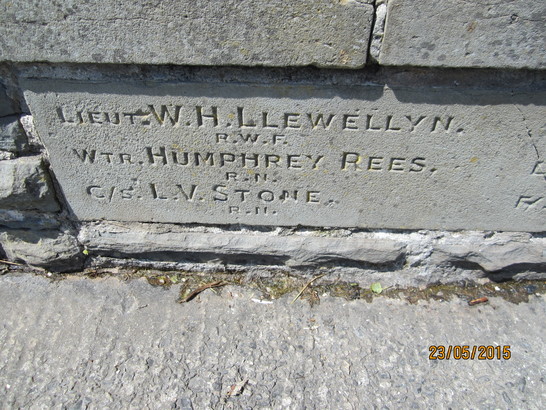 LIEUT. W. H. LLEWELLYN.
R.W.F.
WTR. HUMPHREY REES.
R.N.
C/S. L. V. STONE.
R.N.
23/05/2015